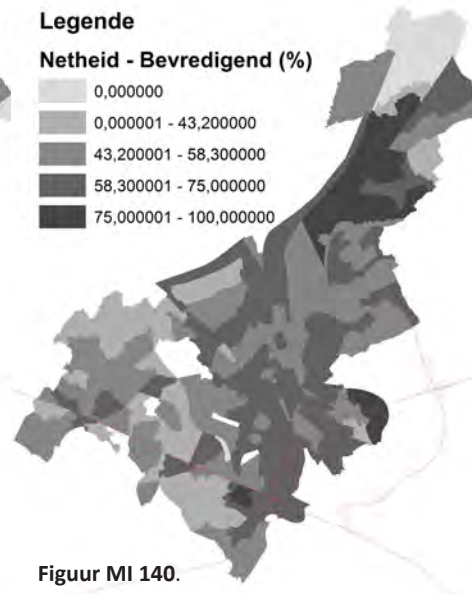 Legende
Netheid - Bevredigend (%)
0,000000
0,000001 - 43,200000
43,200001 - 58,300000
58,300001 - 75,000000
75,000001 - 100,000000
Figuur MI 140.